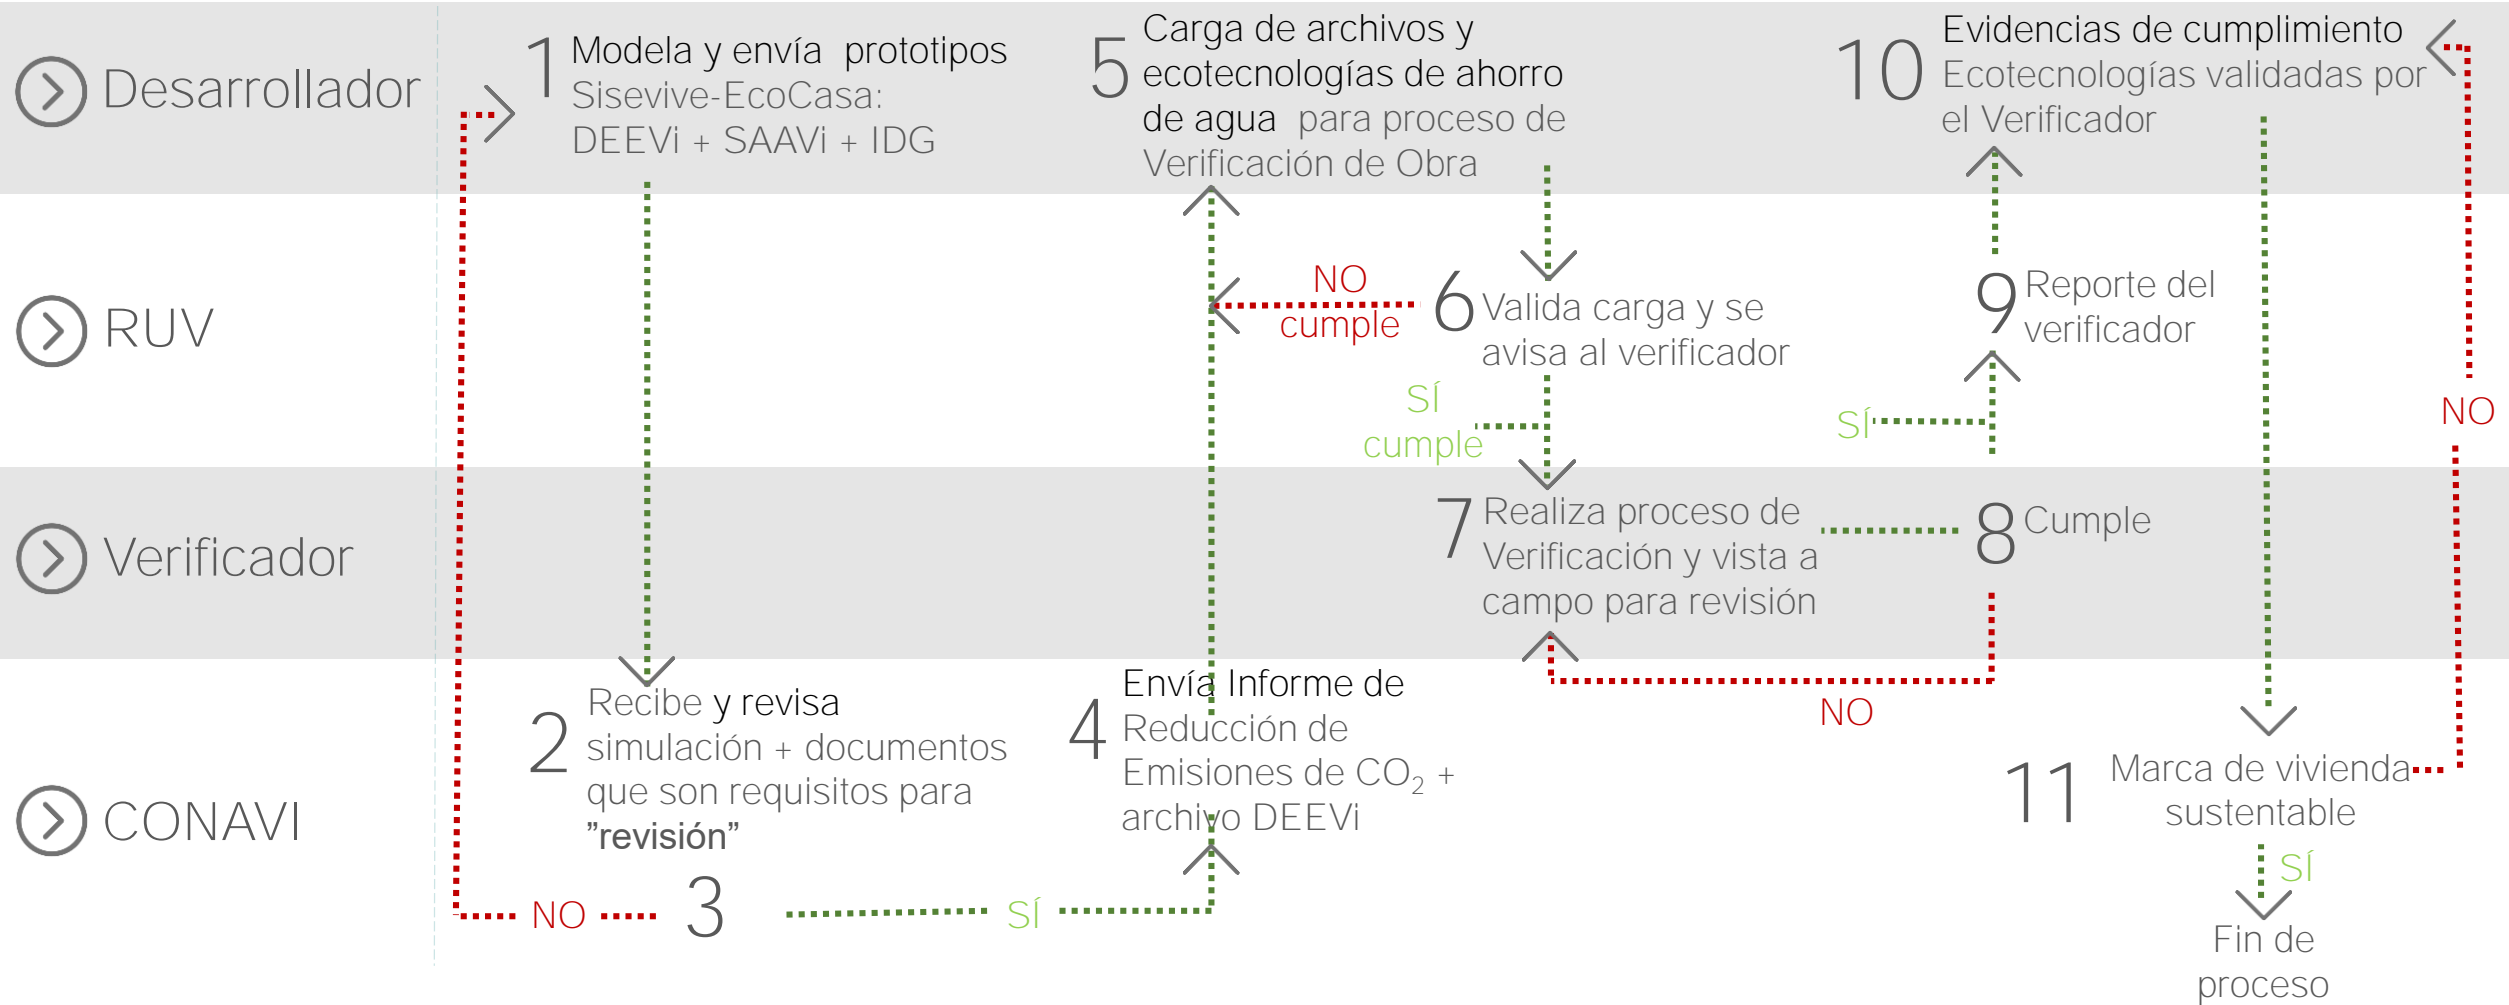 Desarrollador
1
Modela y envía prototipos
Sisevive-EcoCasa:
DEEVi + SAAVi + IDG
5
Carga de archivos y
ecotecnologías de ahorro
de agua para proceso de
Verificación de Obra
10
Evidencias de cumplimiento
Ecotecnologías validadas por
el Verificador
RUV
NO
cumple
6
Valida carga y se
avisa al verificador
SÍ
cumple
9
Reporte del
verificador
SÍ
NO
Verificador
7
Realiza proceso de
Verificación y vista a
campo para revisión
8
Cumple
NO
CONAVI
2
Recibe y revisa
simulación + documentos
que son requisitos para
”revisión”
3
NO
SÍ
4
Envía Informe de
Reducción de
Emisiones de CO₂ +
archivo DEEVi
11
Marca de vivienda
sustentable
SÍ
Fin de
proceso